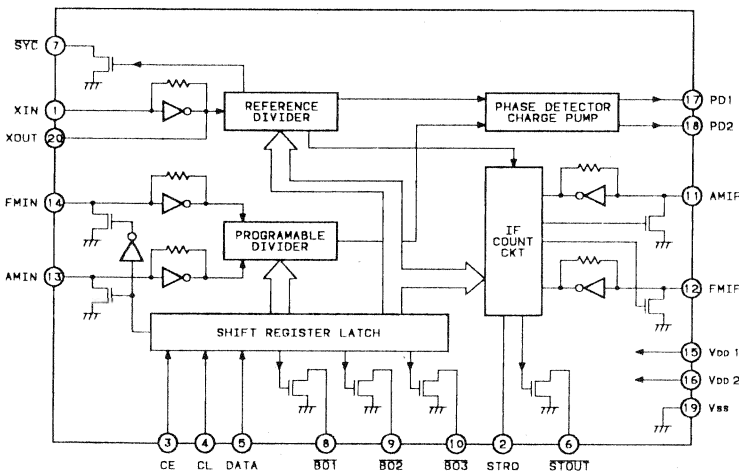 SYC 7
XIN 1
XOUT 20
FMIN 14
AMIN 13
REFERENCE
DIVIDER
PROGRAMABLE
DIVIDER
PHASE DETECTOR
CHARGE PUMP
IF
COUNT
CKT
SHIFT REGISTER LATCH
17 PD1
18 PD2
11 AMIF
12 FMIF
15 VDD 1
16 VDD 2
19 VSS
3 4 5 8 9 10 2 6
CE CL DATA BO1 BO2 BO3 STRD STOUT